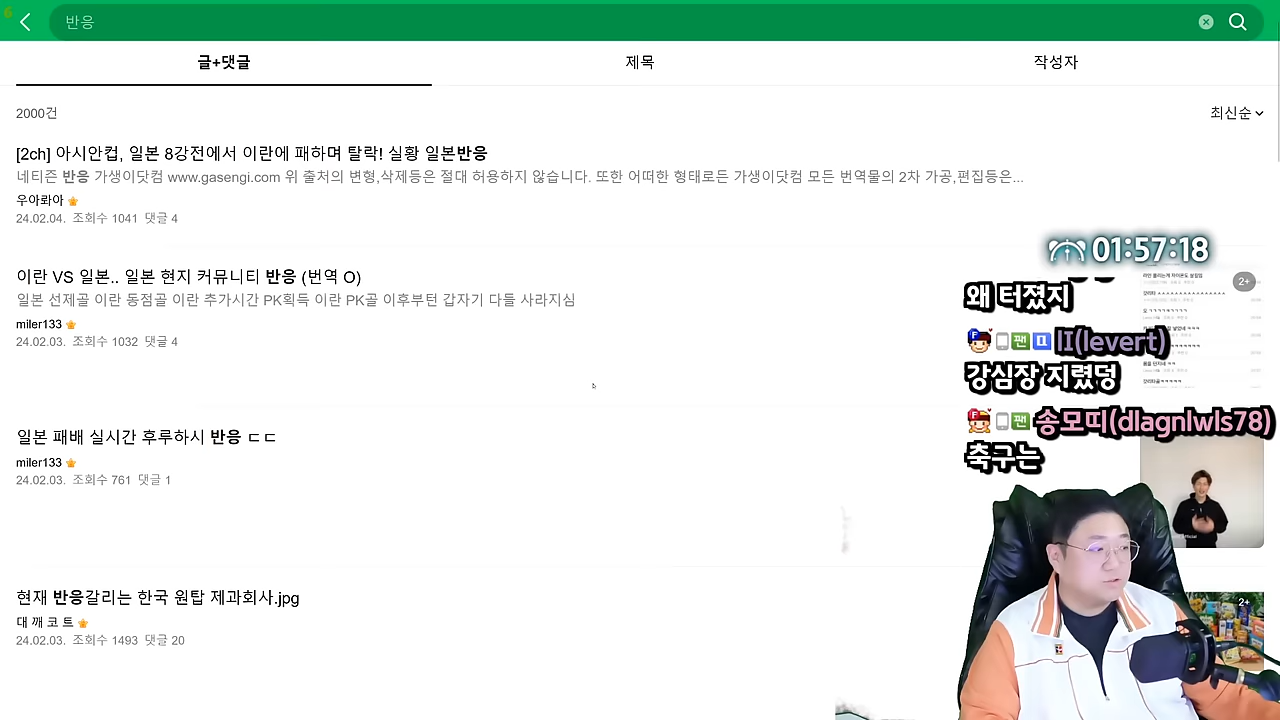 반응
글+댓글
제목
작성자
2000건
최신순
[2ch] 아시안컵, 일본 8강전에서 이란에 패하며 탈락! 실황 일본반응
네티즌 반응 가생이닷컴 www.gasengi.com 위 출처의 변형,삭제등은 절대 허용하지 않습니다. 또한 어떠한 형태로든 가생이닷컴 모든 번역물의 2차 가공,편집등은...
우아롸아
24.02.04. 조회수 1041 댓글 4
01:57:18
이란 VS 일본.. 일본 현지 커뮤니티 반응 (번역 O)
일본 선제골 이란 동점골 이란 추가시간 PK획득 이란 PK골 이후부턴 갑자기 다들 사라지심
miler133
24.02.03. 조회수 1032 댓글 4
2+
왜 터졌지
팬 lI(levert)
강심장 지렸덩
팬 송모띠(dlagnlwls78)
축구는
일본 패배 실시간 후루하시 반응 ㄷㄷ
miler133
24.02.03. 조회수 761 댓글 1
현재 반응갈리는 한국 원탑 제과회사.jpg
대 깨 코 트
24.02.03. 조회수 1493 댓글 20
2+